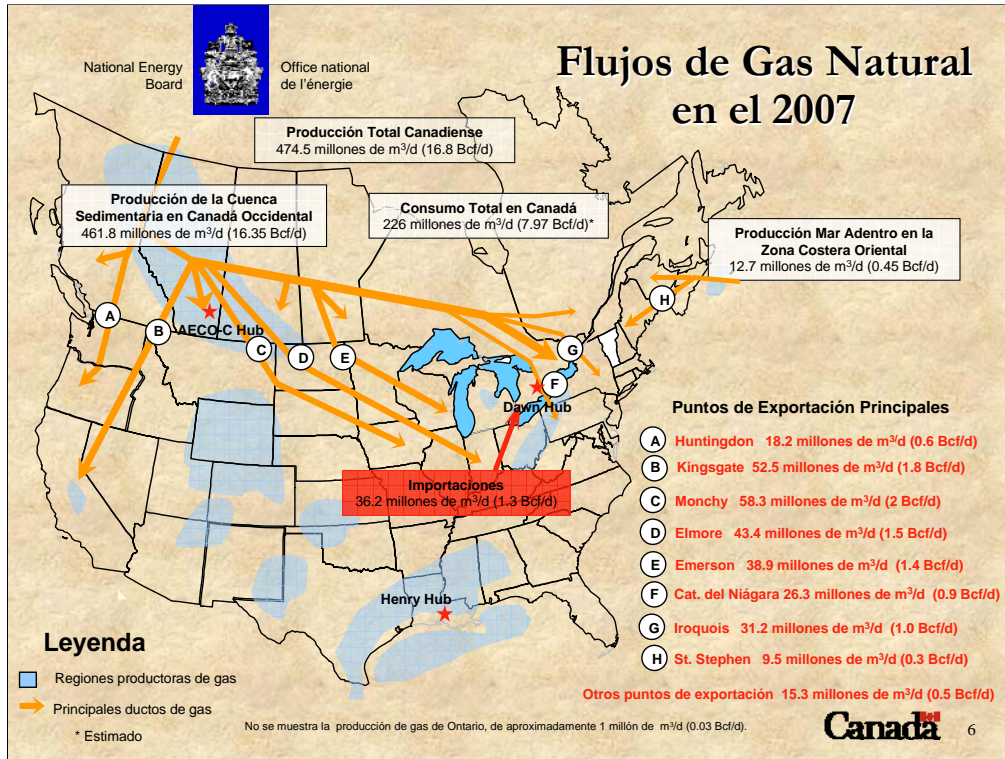 National Energy
Board
Office national
de l'énergie
Flujos de Gas Natural
en el 2007
Producción Total Canadiense
474.5 millones de m³/d (16.8 Bcf/d)
Producción de la Cuenca
Sedimentaria en Canadá Occidental
461.8 millones de m³/d (16.35 Bcf/d)
Consumo Total en Canadá
226 millones de m³/d (7.97 Bcf/d)*
Producción Mar Adentro en la
Zona Costera Oriental
12.7 millones de m³/d (0.45 Bcf/d)
H
A
B
AECO-C Hub
C
D
E
G
F
Dawn Hub
Importaciones
36.2 millones de m³/d (1.3 Bcf/d)
Henry Hub
Puntos de Exportación Principales
A Huntingdon 18.2 millones de m³/d (0.6 Bcf/d)
B Kingsgate 52.5 millones de m³/d (1.8 Bcf/d)
C Monchy 58.3 millones de m³/d (2 Bcf/d)
D Elmore 43.4 millones de m³/d (1.5 Bcf/d)
E Emerson 38.9 millones de m³/d (1.4 Bcf/d)
F Cat. del Niágara 26.3 millones de m³/d (0.9 Bcf/d)
G Iroquois 31.2 millones de m³/d (1.0 Bcf/d)
H St. Stephen 9.5 millones de m³/d (0.3 Bcf/d)
Otros puntos de exportación 15.3 millones de m³/d (0.5 Bcf/d)
Leyenda
Regiones productoras de gas
Principales ductos de gas
* Estimado
No se muestra la producción de gas de Ontario, de aproximadamente 1 millón de m³/d (0.03 Bcf/d).
Canada
6